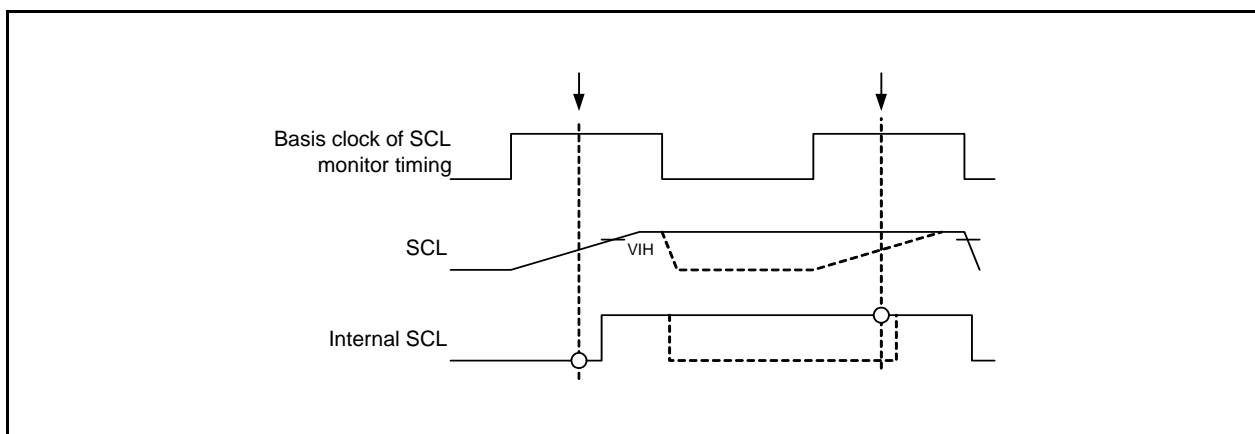 Basis clock of SCL
monitor timing
SCL
VIH
Internal SCL